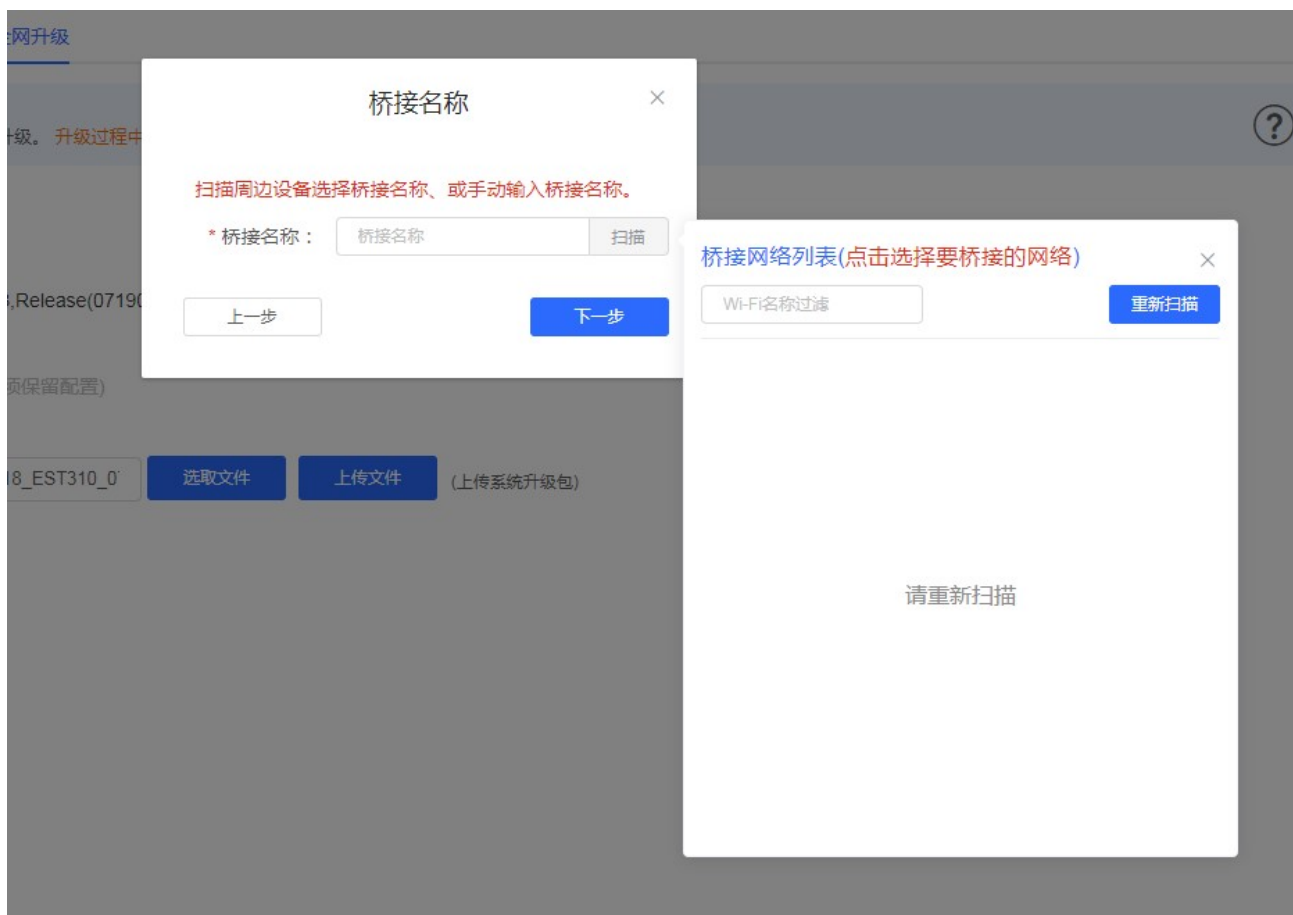 网升级
桥接名称
升级。 升级过程中
扫描周边设备选择桥接名称、或手动输入桥接名称。
* 桥接名称： 桥接名称 扫描
桥接网络列表(点击选择要桥接的网络)
,Release(07190
上一步 下一步
Wi-Fi名称过滤 重新扫描
保留配置)
18_EST310_0 选取文件 上传文件 (上传系统升级包)
请重新扫描